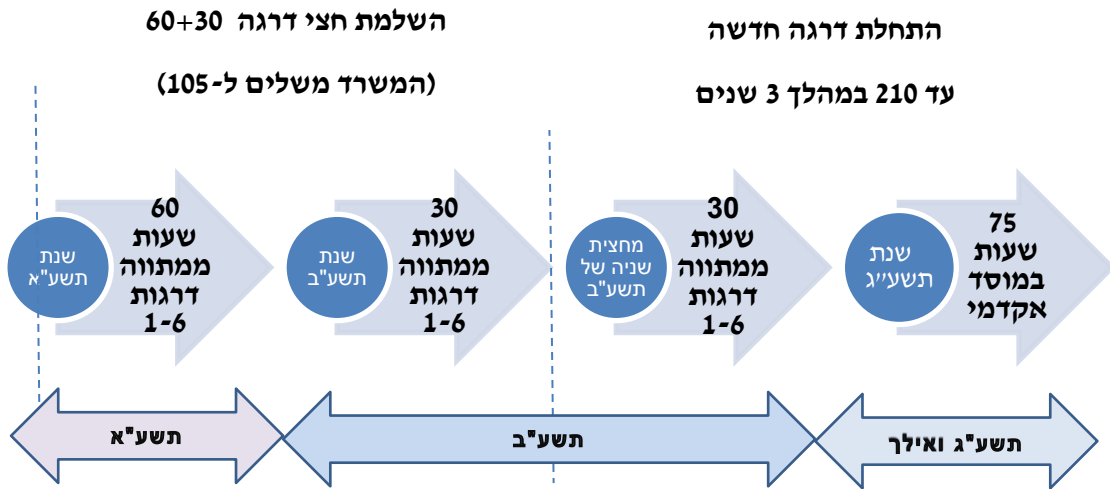 השלמת חצי דרגה 60+30
(המשרד משלים ל-105)
התחלת דרגה חדשה
עד 210 במהלך 3 שנים
שנת
תשע"א
60
שעות
ממתווה
דרגות
1-6
שנת
תשע"ב
30
שעות
ממתווה
דרגות
1-6
מחצית
שניה של
תשע"ב
30
שעות
ממתווה
דרגות
1-6
שנת
תשע"ג
75
שעות
במוסד
אקדמי
תשע"א
תשע"ב
תשע"ג ואילך